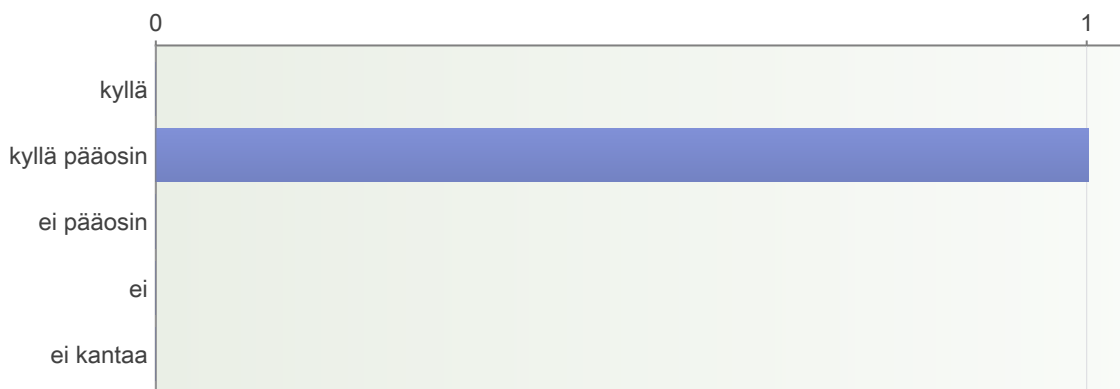 0 1
kyllä
kyllä pääosin
ei pääosin
ei
ei kantaa